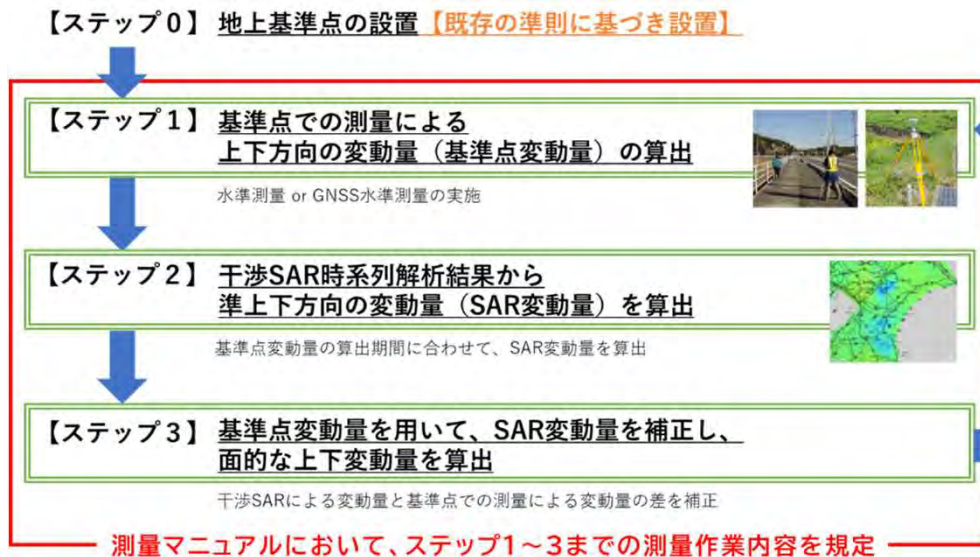 【ステップ０】 地上基準点の設置【既存の準則に基づき設置】
【ステップ１】 基準点での測量による
上下方向の変動量（基準点変動量）の算出
水準測量 or GNSS水準測量の実施
【ステップ２】 干渉SAR時系列解析結果から
準上下方向の変動量（SAR変動量）を算出
基準点変動量の算出期間に合わせて、SAR変動量を算出
【ステップ３】 基準点変動量を用いて、SAR変動量を補正し、
面的な上下変動量を算出
干渉SARによる変動量と基準点での測量による変動量の差を補正
測量マニュアルにおいて、ステップ1～3までの測量作業内容を規定